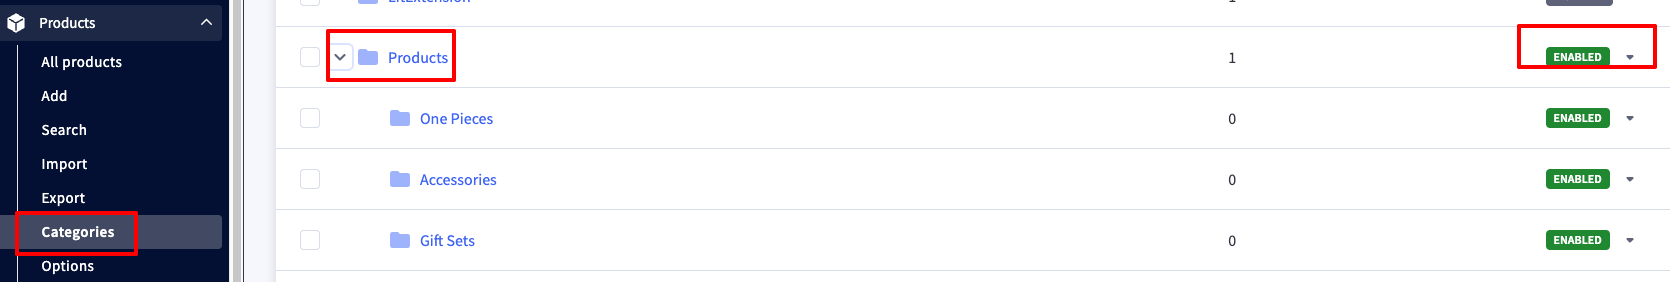 Products
All products
Add
Search
Import
Export
Categories
Options
Products 1 ENABLED
One Pieces 0 ENABLED
Accessories 0 ENABLED
Gift Sets 0 ENABLED